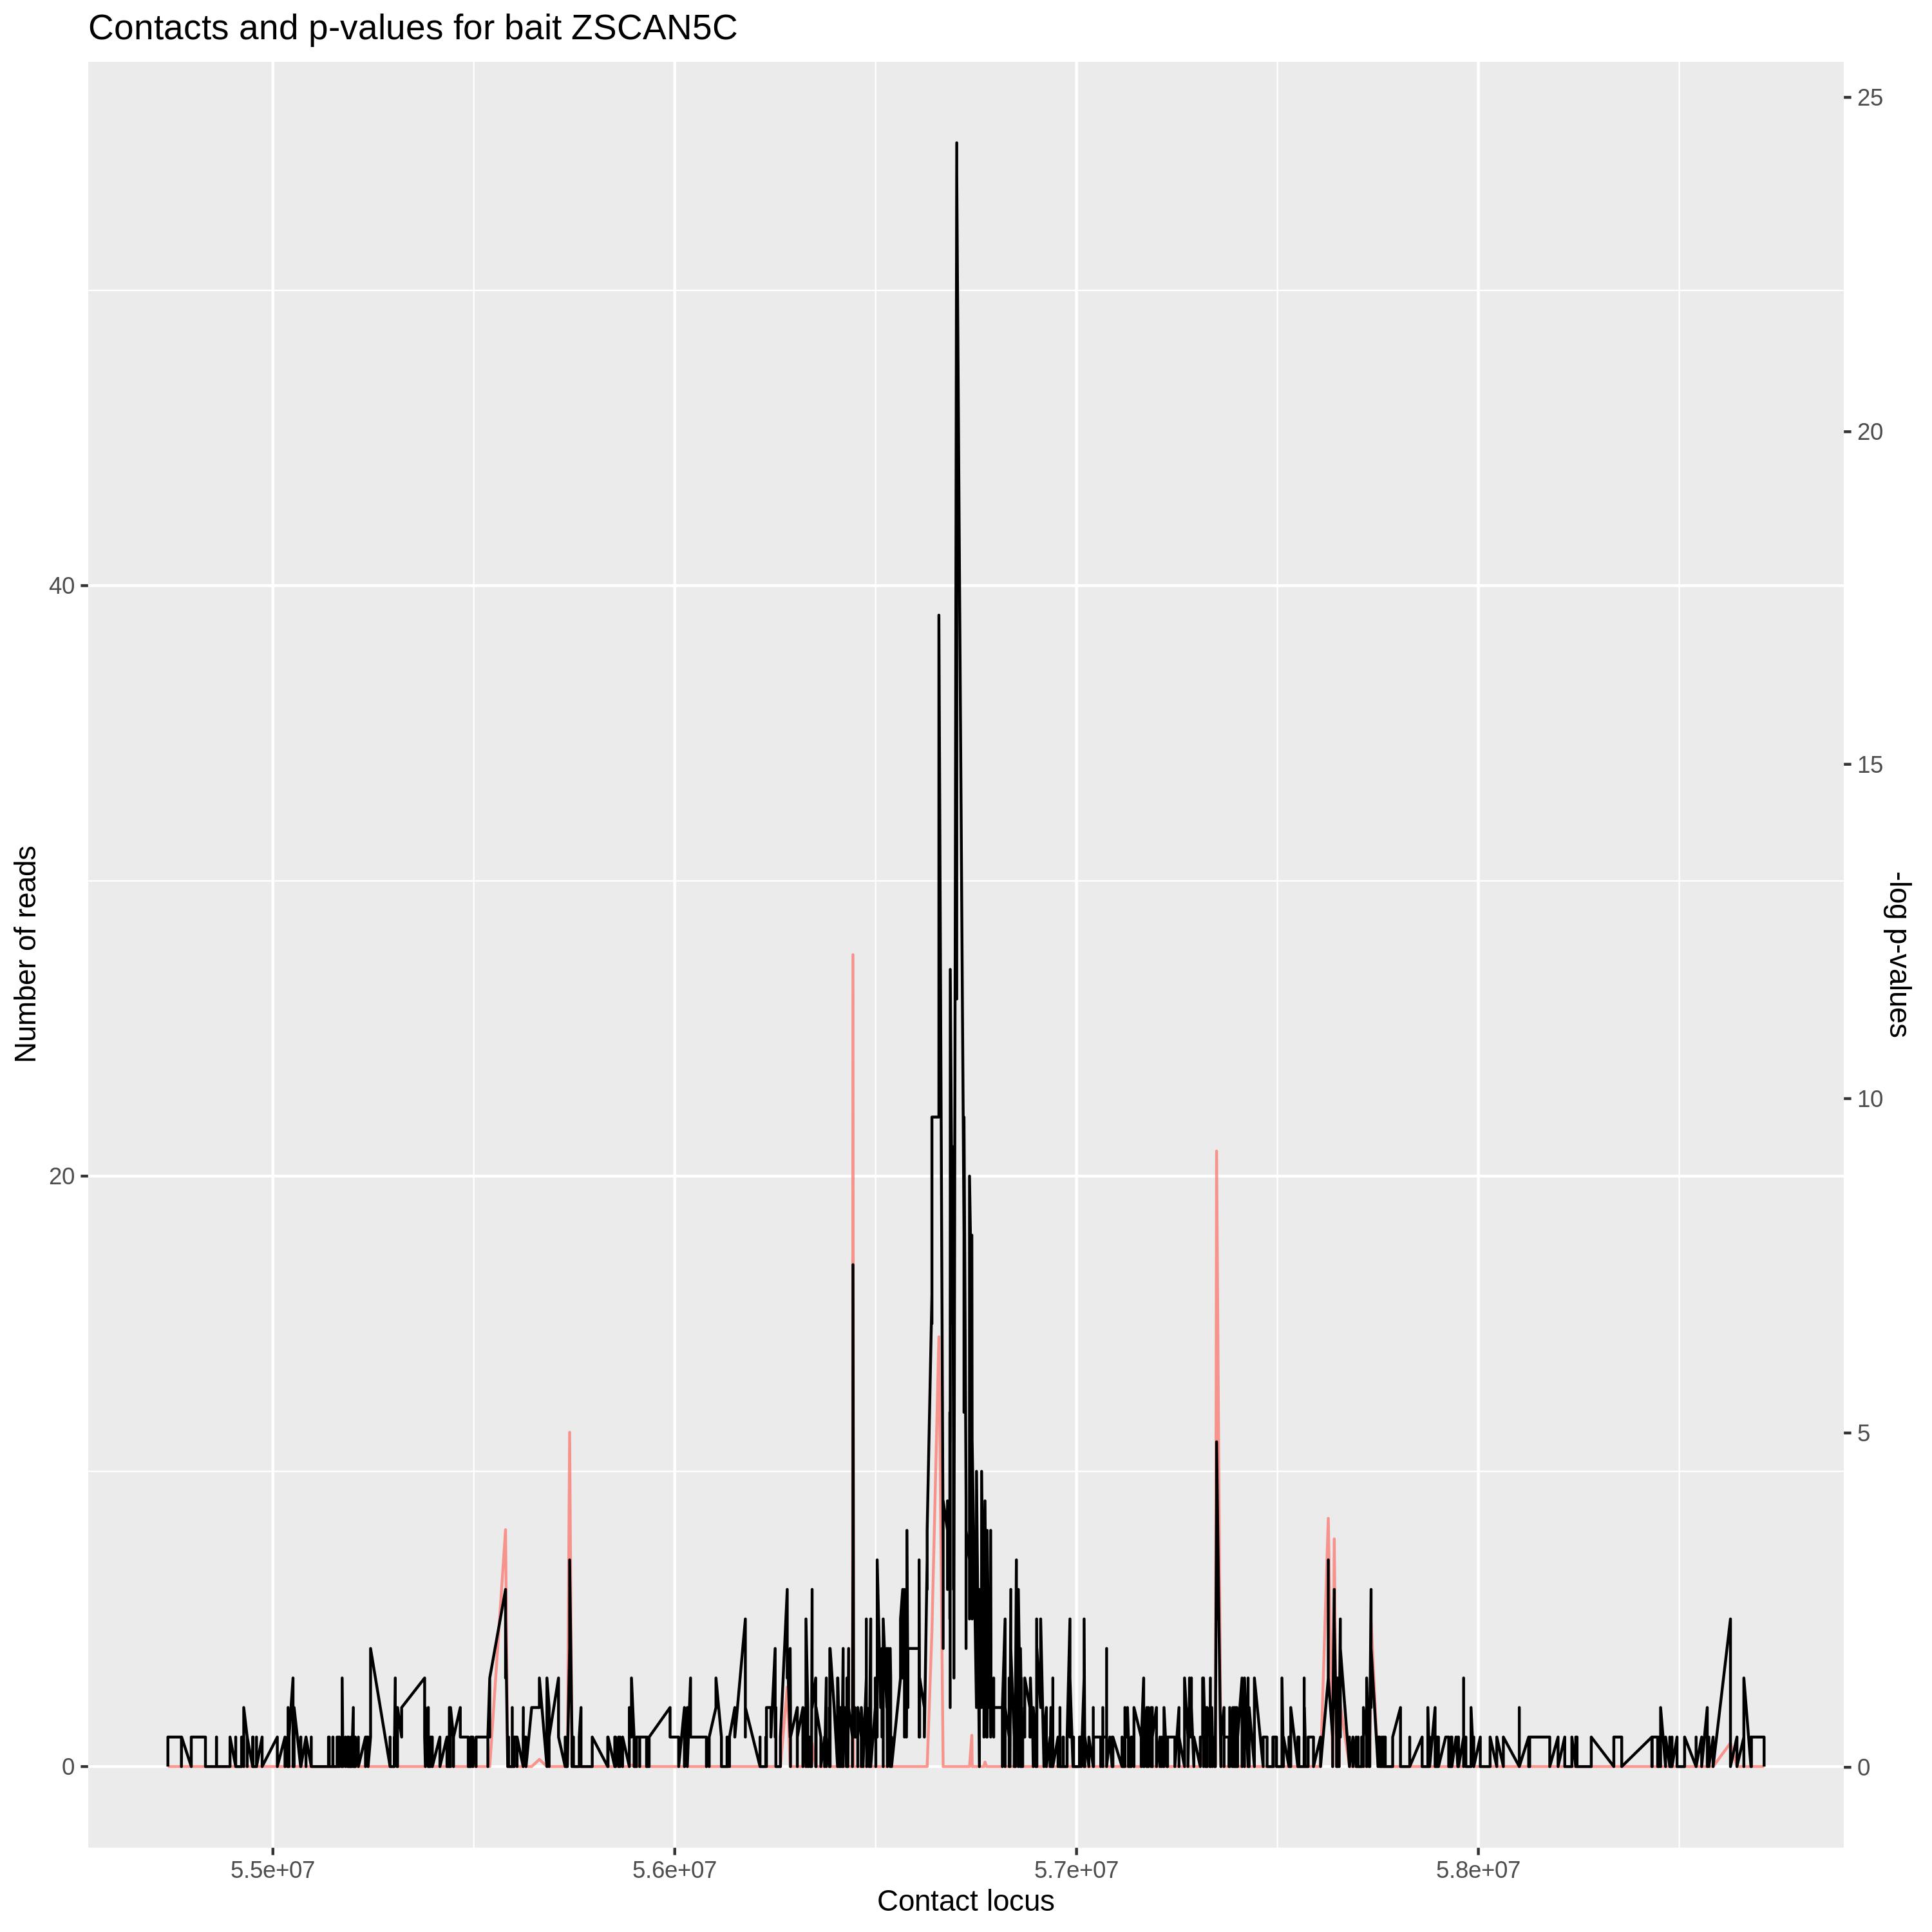 Contacts and p-values for bait ZSCAN5C
Number of reads
40
20
0
25
20
15
10
5
0
-log p-values
5.5e+07 5.6e+07 5.7e+07 5.8e+07
Contact locus